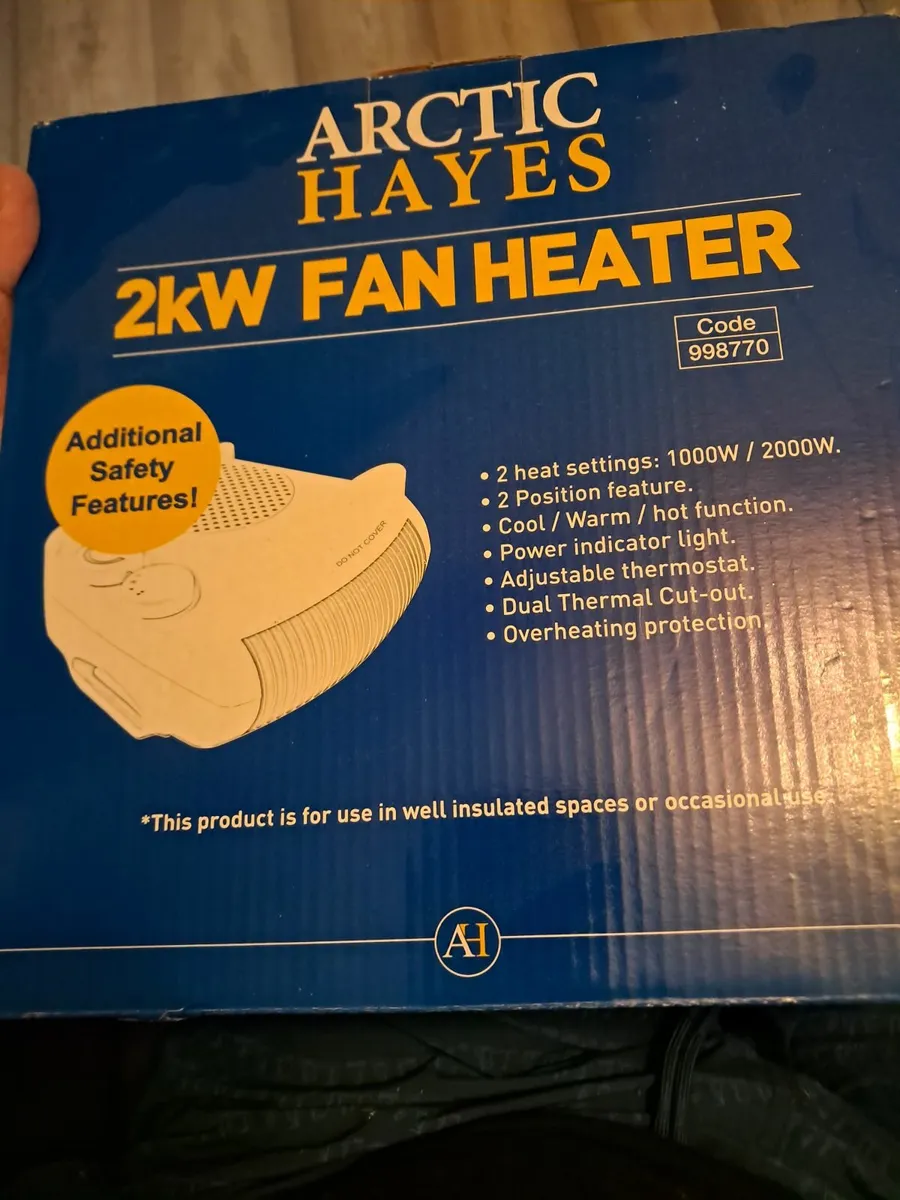 ARCTIC
HAYES
2kW FAN HEATER
Code
998770
Additional
Safety
Features!
DO NOT COVER
• 2 heat settings: 1000W / 2000W.
• 2 Position feature.
• Cool / Warm / hot function.
• Power indicator light.
• Adjustable thermostat.
• Dual Thermal Cut-out.
• Overheating protection.
*This product is for use in well insulated spaces or occasional use.
AH